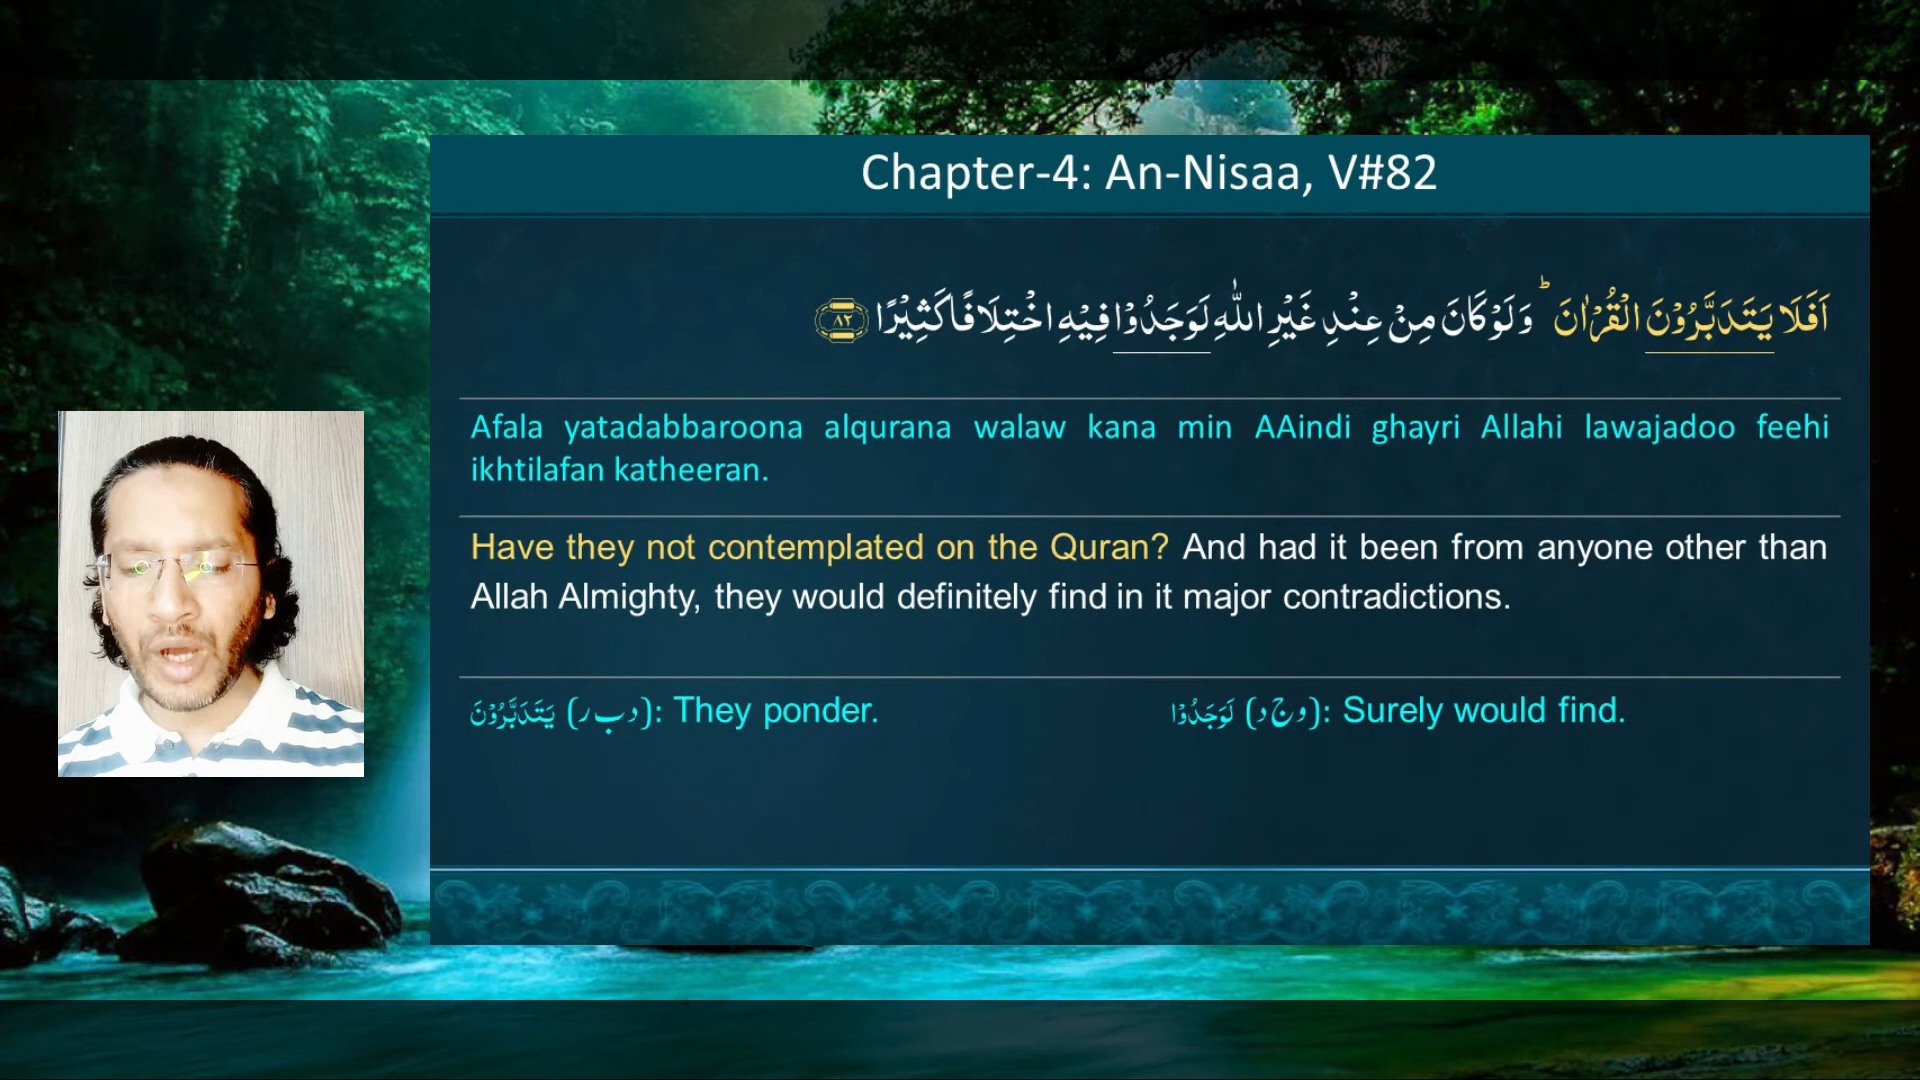 Chapter-4: An-Nisaa, V#82
اَفَلَا يَتَدَبَّرُوْنَ الْقُرْاٰنَ ؕ وَلَوْ كَانَ مِنْ عِنْدِ غَيْرِ اللّٰهِ لَوَجَدُوْا فِيْهِ اخْتِلَافًا كَثِيْرًا ٨٢
Afala yatadabbaroona alqurana walaw kana min AAindi ghayri Allahi lawajadoo feehi
ikhtilafan katheeran.
Have they not contemplated on the Quran? And had it been from anyone other than
Allah Almighty, they would definitely find in it major contradictions.
يَتَدَبَّرُوْنَ (د ب ر): They ponder.
لَوَجَدُوْا (و ج د): Surely would find.